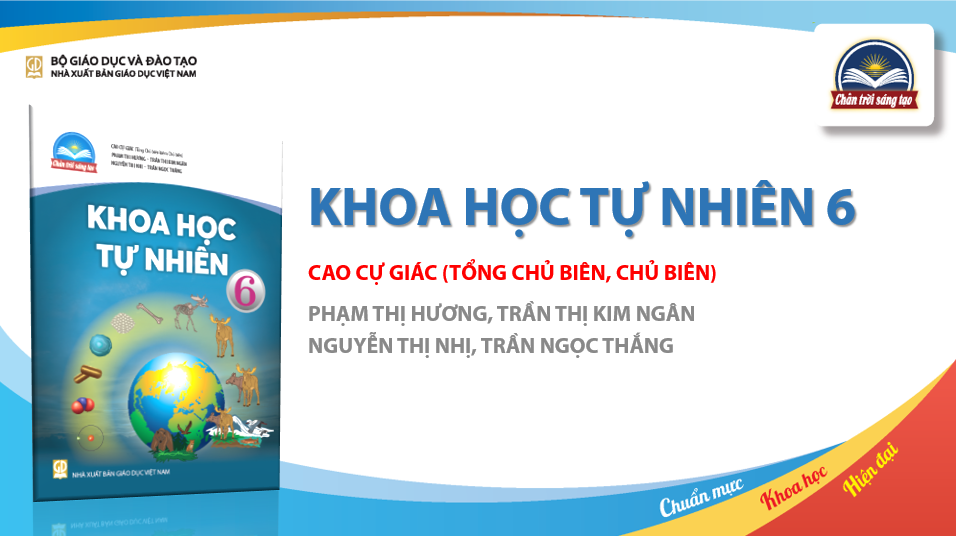 BỘ GIÁO DỤC VÀ ĐÀO TẠO
NHÀ XUẤT BẢN GIÁO DỤC VIỆT NAM
Chân trời sáng tạo
Chân trời sáng tạo
CAO CỰ GIÁC (Tổng Chủ biên kiêm Chủ biên)
PHẠM THỊ HƯƠNG - TRẦN THỊ KIM NGÂN
NGUYỄN THỊ NHỊ - TRẦN NGỌC THẮNG
KHOA HỌC
TỰ NHIÊN
6
NHÀ XUẤT BẢN GIÁO DỤC VIỆT NAM
KHOA HỌC TỰ NHIÊN 6
CAO CỰ GIÁC (TỔNG CHỦ BIÊN, CHỦ BIÊN)
PHẠM THỊ HƯƠNG, TRẦN THỊ KIM NGÂN
NGUYỄN THỊ NHỊ, TRẦN NGỌC THẮNG
Chuẩn mực
Khoa học
Hiện đại